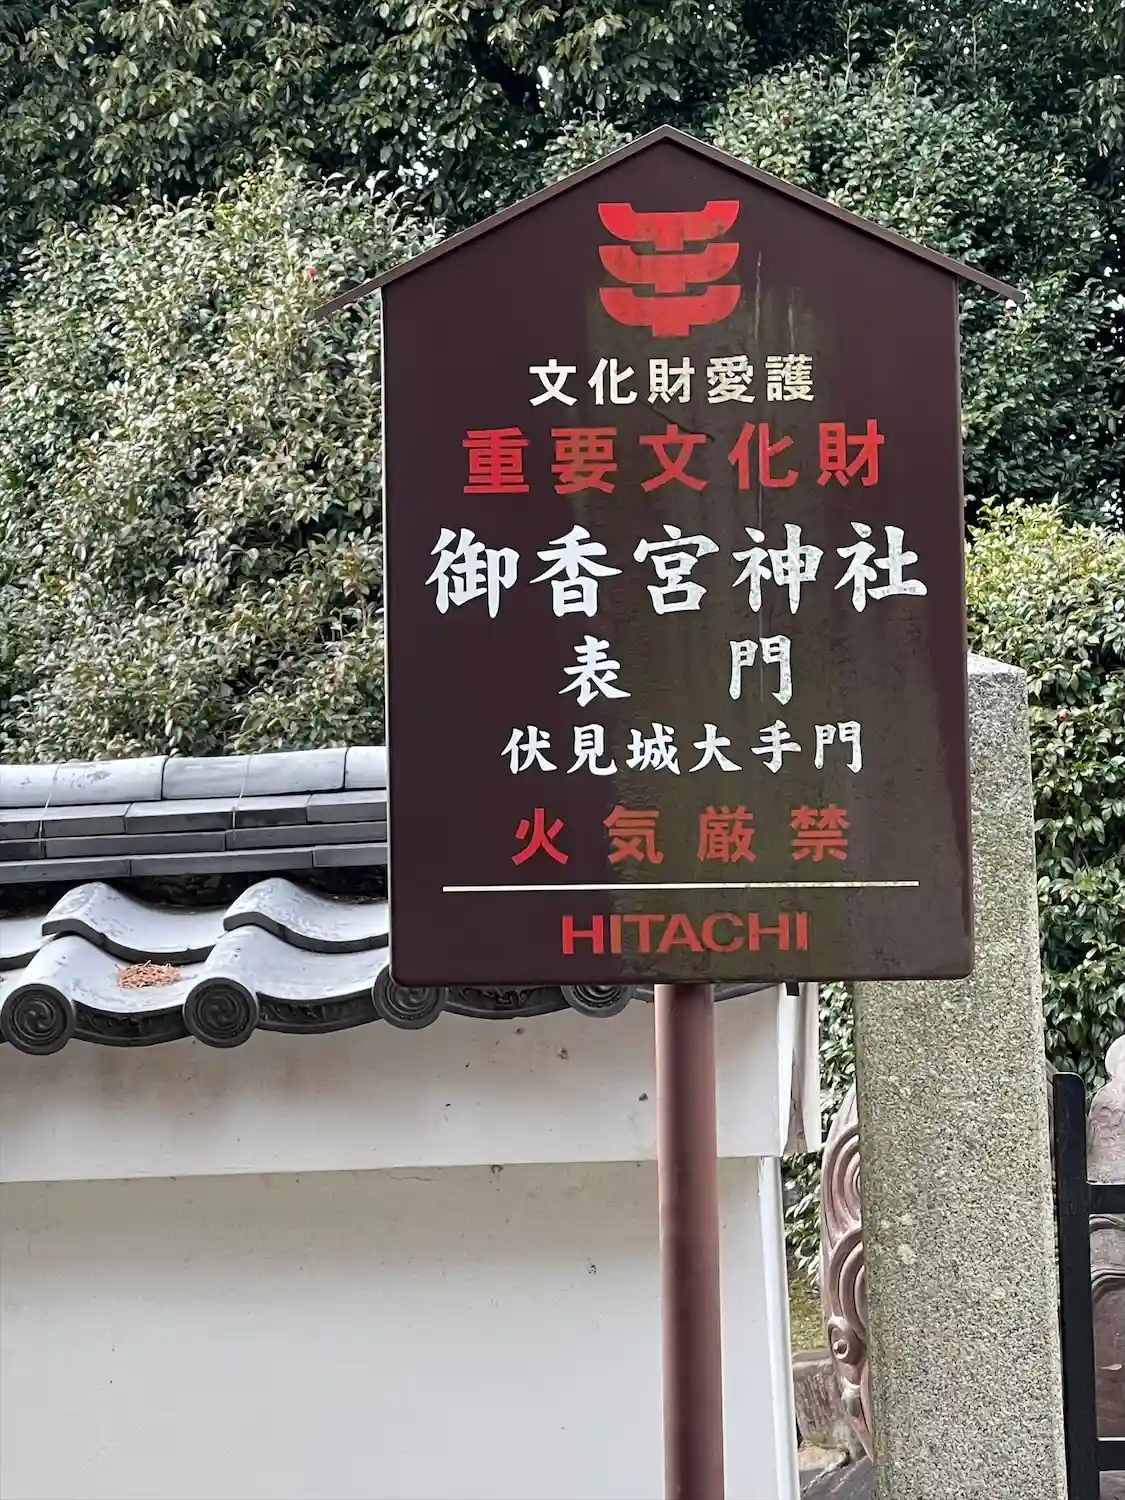 文化財愛護
重要文化財
御香宮神社
表 門
伏見城大手門
火気厳禁
HITACHI